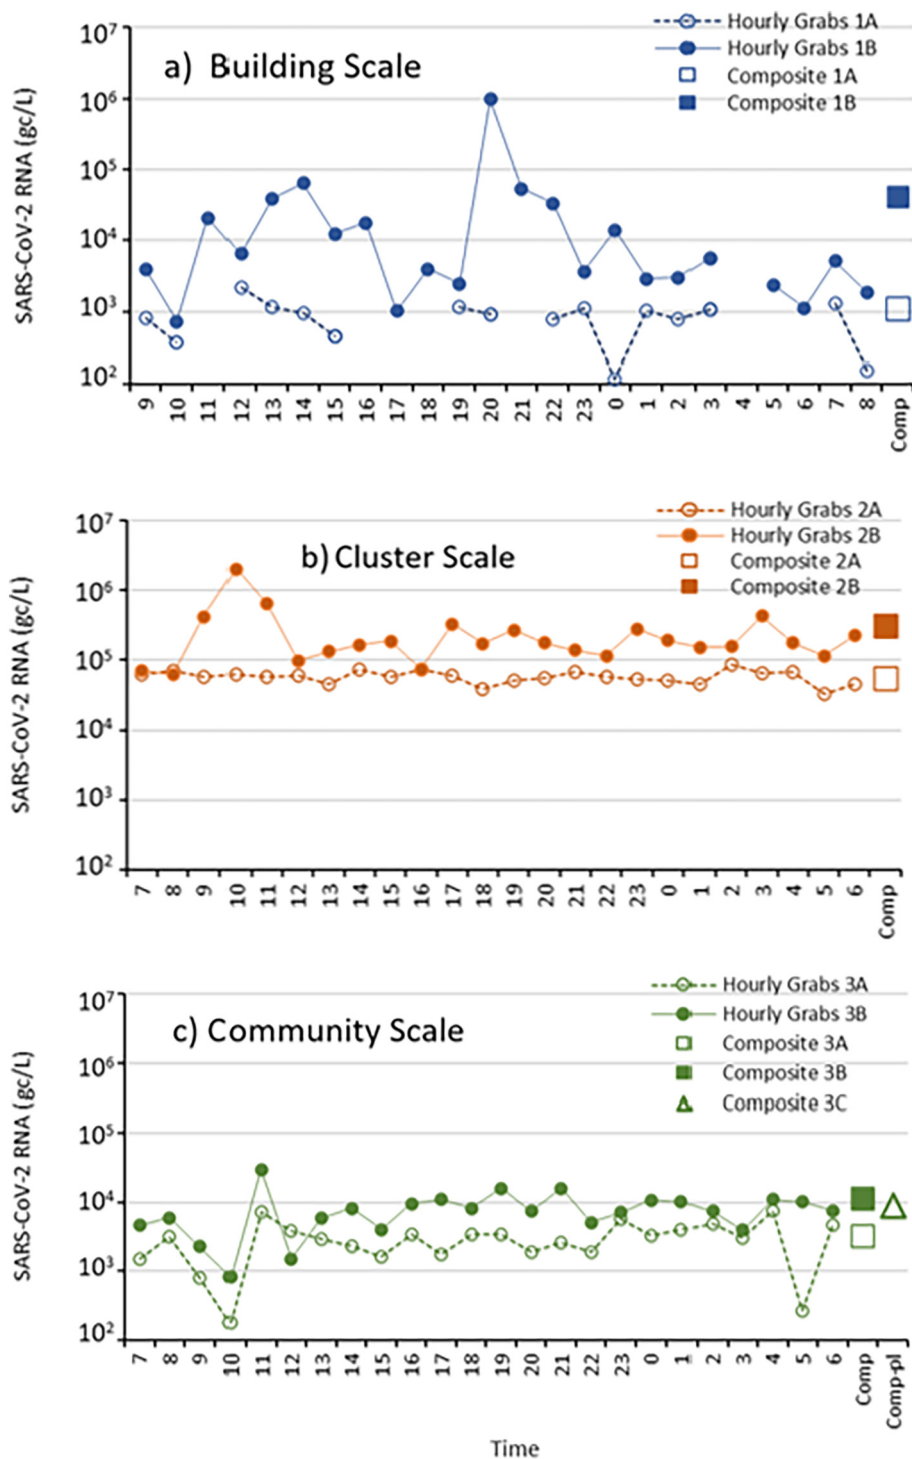 Hourly Grabs 1A
Hourly Grabs 1B
Composite 1A
Composite 1B
a) Building Scale
SARS-CoV-2 RNA (gc/L)
10⁷
10⁶
10⁵
10⁴
10³
10²
9 10 11 12 13 14 15 16 17 18 19 20 21 22 23 0 1 2 3 4 5 6 7 8 Comp
Hourly Grabs 2A
Hourly Grabs 2B
Composite 2A
Composite 2B
b) Cluster Scale
SARS-CoV-2 RNA (gc/L)
10⁷
10⁶
10⁵
10⁴
10³
10²
7 8 9 10 11 12 13 14 15 16 17 18 19 20 21 22 23 0 1 2 3 4 5 6 Comp
Hourly Grabs 3A
Hourly Grabs 3B
Composite 3A
Composite 3B
Composite 3C
c) Community Scale
SARS-CoV-2 RNA (gc/L)
10⁷
10⁶
10⁵
10⁴
10³
10²
7 8 9 10 11 12 13 14 15 16 17 18 19 20 21 22 23 0 1 2 3 4 5 6 Comp Comp-pl
Time